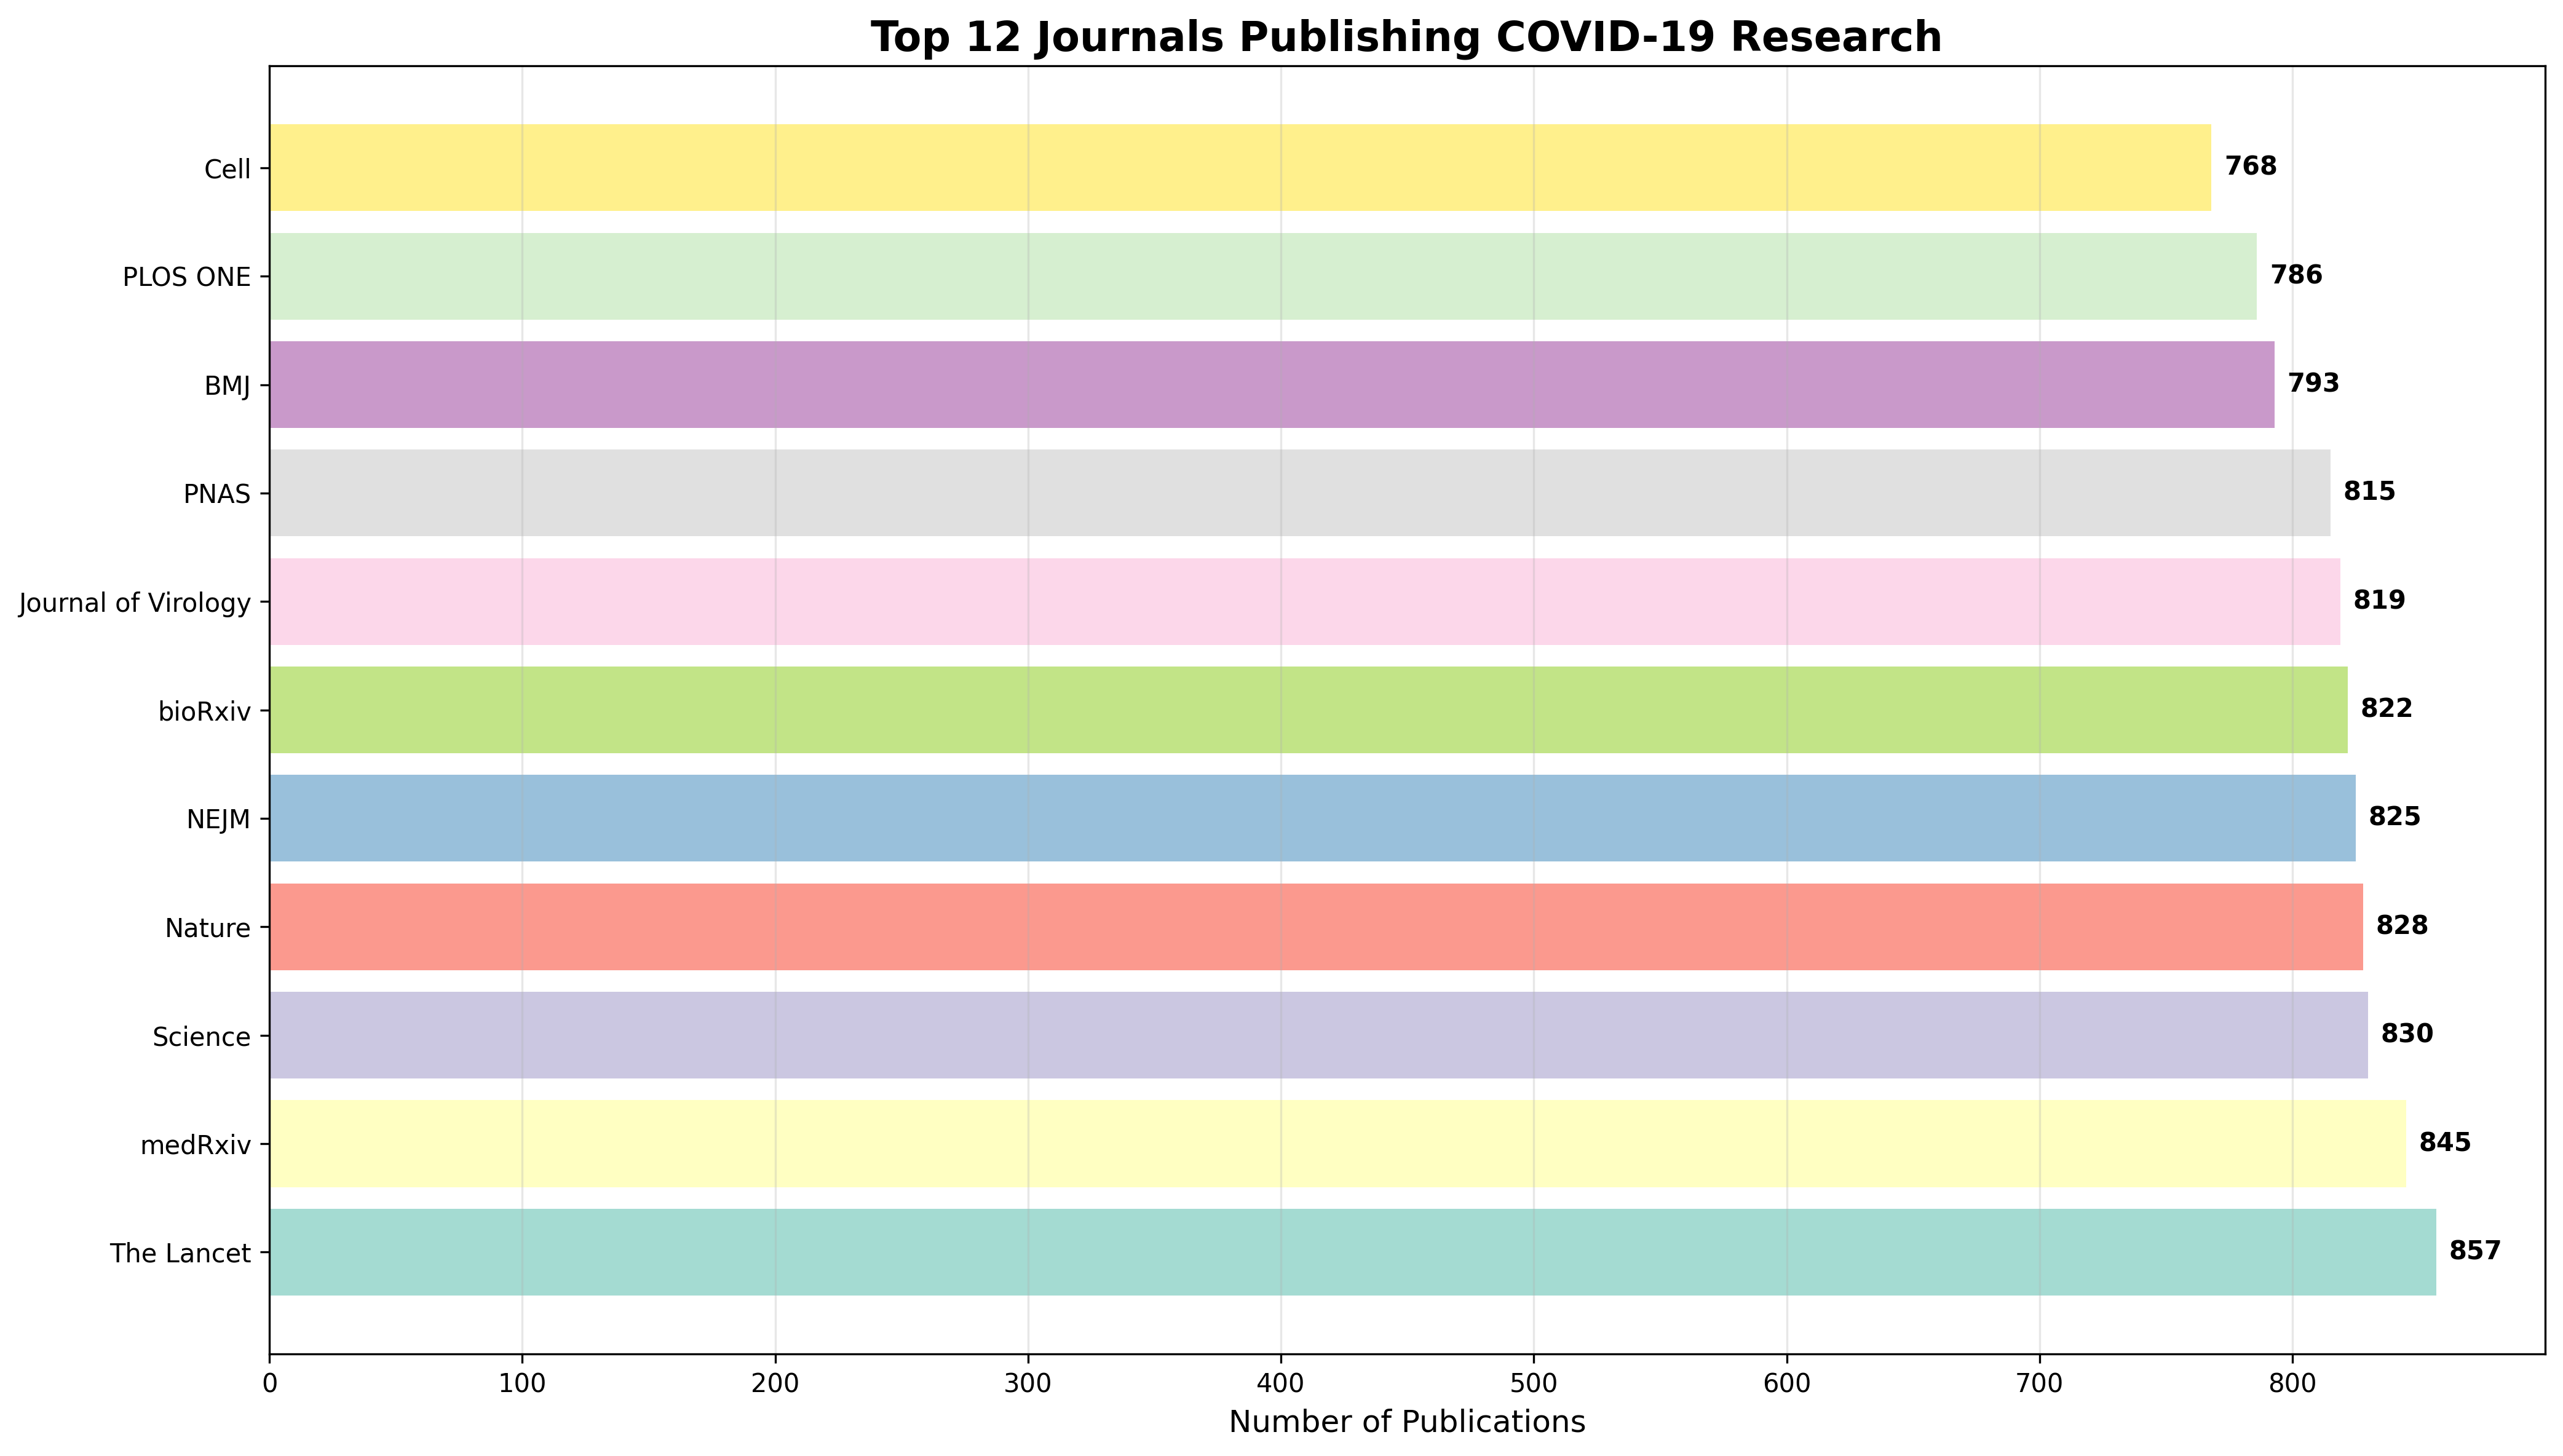 Top 12 Journals Publishing COVID-19 Research
Cell 768
PLOS ONE 786
BMJ 793
PNAS 815
Journal of Virology 819
bioRxiv 822
NEJM 825
Nature 828
Science 830
medRxiv 845
The Lancet 857
0 100 200 300 400 500 600 700 800
Number of Publications